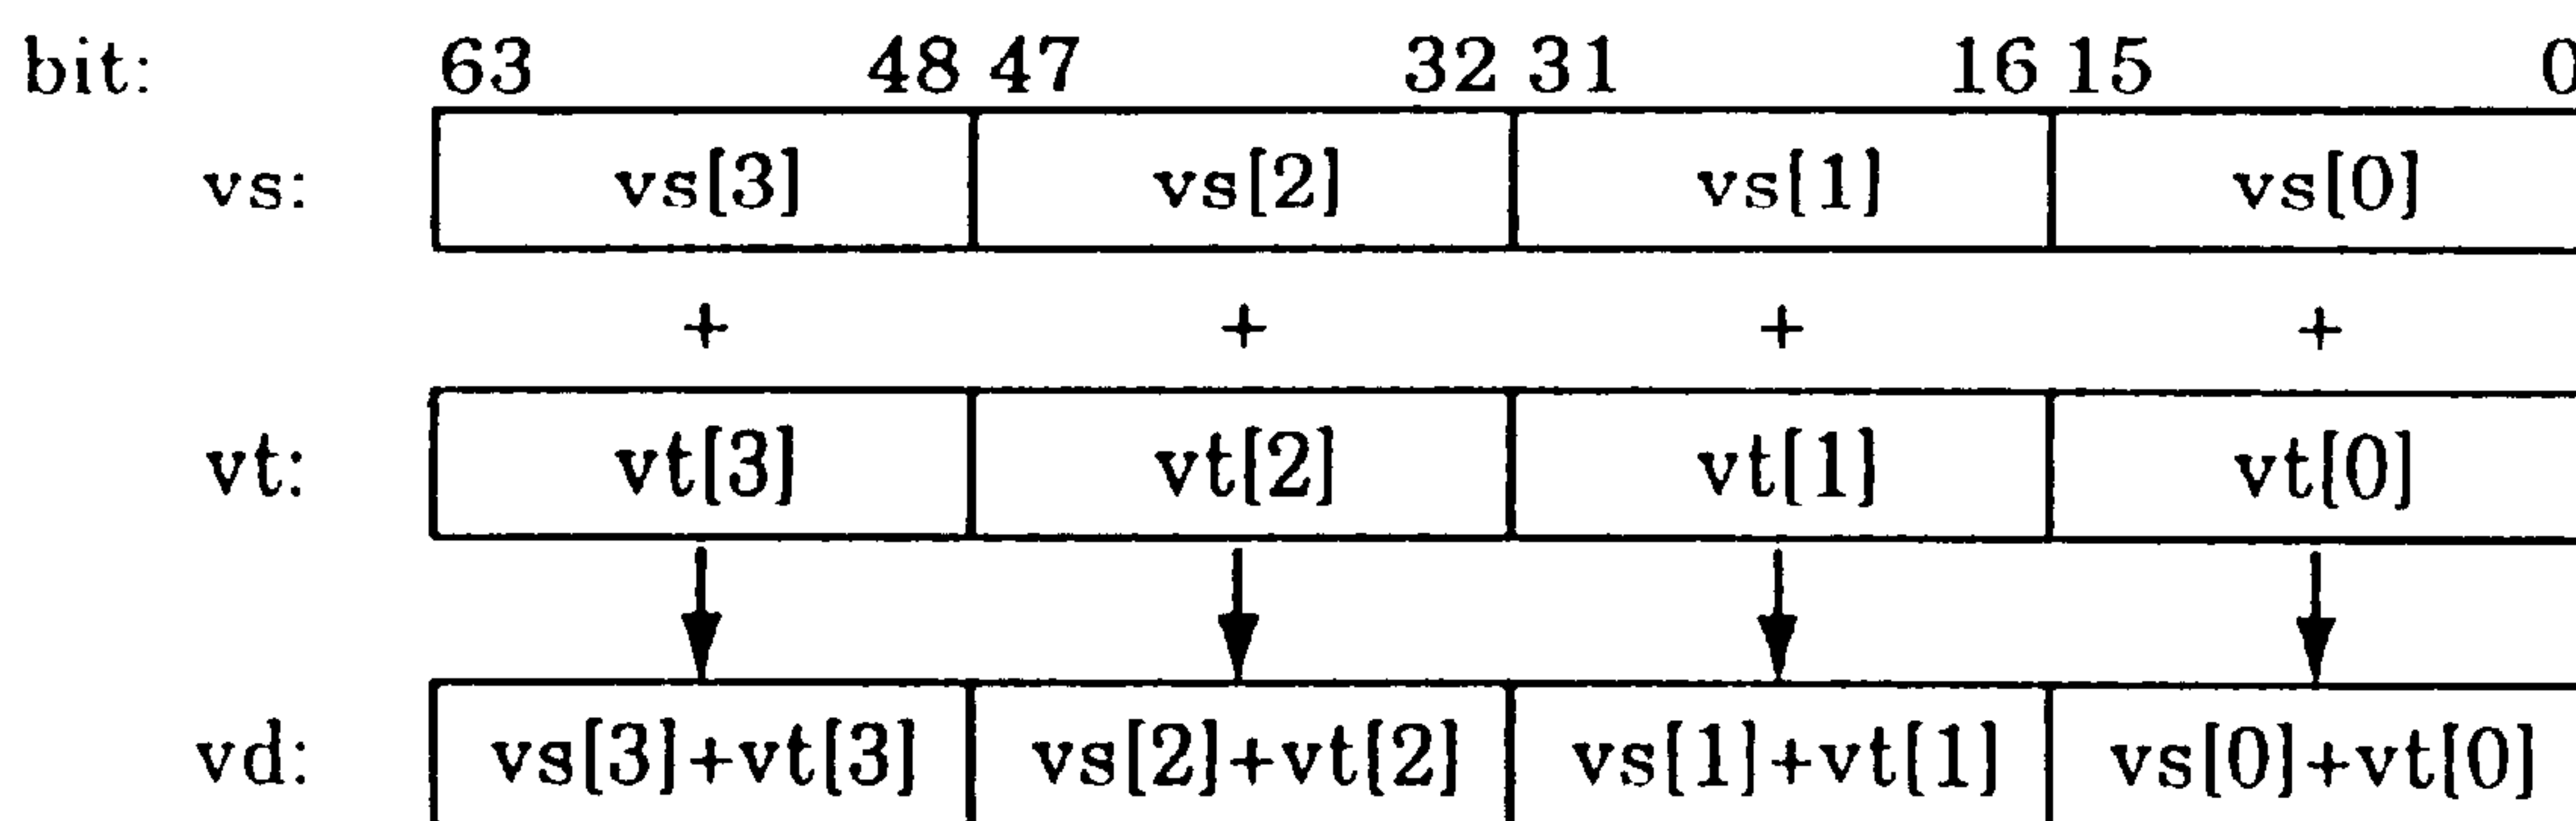 bit: 63 48 47 32 31 16 15 0
vs: vs[3] vs[2] vs[1] vs[0]
+ + + +
vt: vt[3] vt[2] vt[1] vt[0]
vd: vs[3]+vt[3] vs[2]+vt[2] vs[1]+vt[1] vs[0]+vt[0]